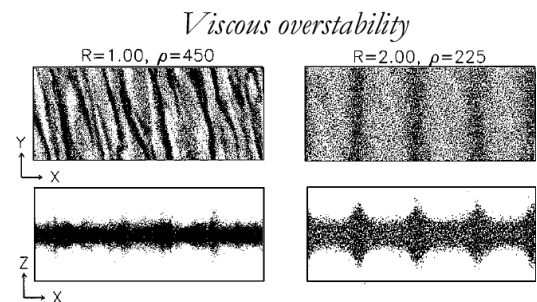 Viscous overstability
R=1.00, ρ=450
R=2.00, ρ=225
Y
X
Z
X